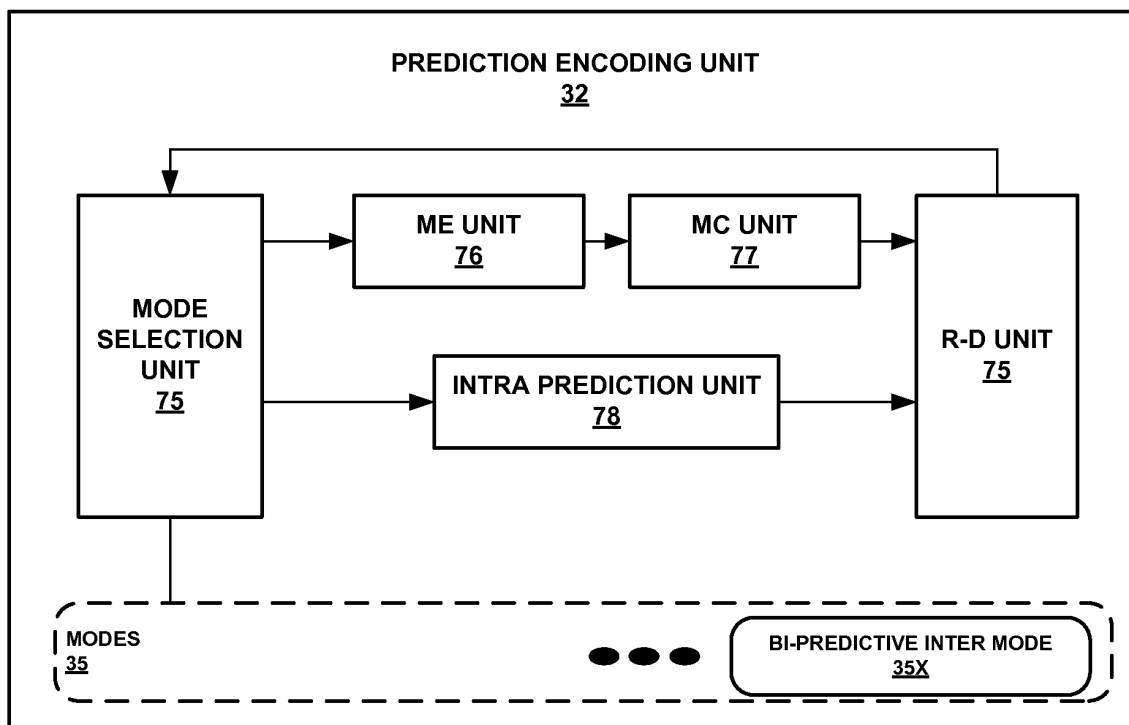 PREDICTION ENCODING UNIT
32
ME UNIT
76
MC UNIT
77
MODE
SELECTION
UNIT
75
R-D UNIT
75
INTRA PREDICTION UNIT
78
MODES
35
BI-PREDICTIVE INTER MODE
35X